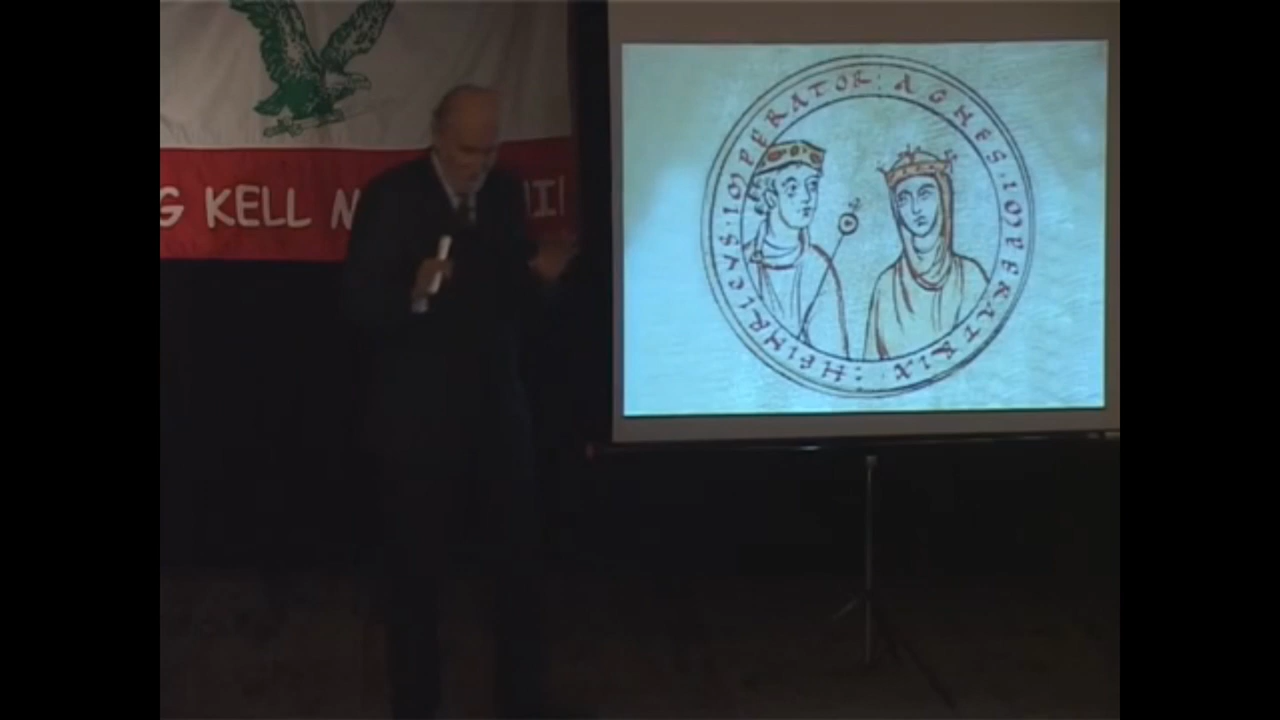 G KELL
HEINRICVS : IMPERATOR : AGNES . IMPERATRIX :